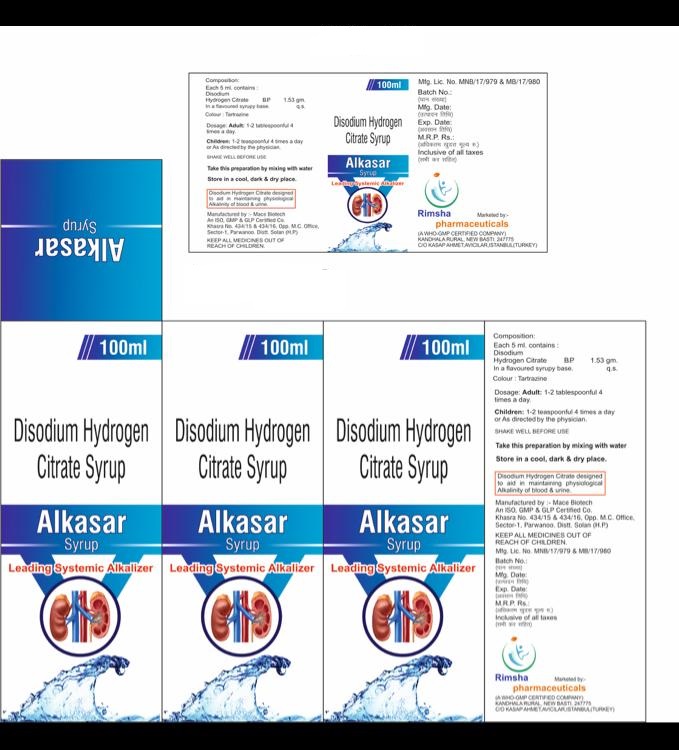 Composition:
Each 5 ml. contains :
Disodium
Hydrogen Citrate BP 1.53 gm.
In a flavoured syrupy base. q.s.
Colour : Tartrazine
Dosage: Adult: 1-2 tablespoonful 4
times a day.
Children: 1-2 teaspoonful 4 times a day
or As directed by the physician.
SHAKE WELL BEFORE USE
Take this preparation by mixing with water
Store in a cool, dark & dry place.
Disodium Hydrogen Citrate designed
to aid in maintaining physiological
Alkalinity of blood & urine.
Manufactured by :- Mace Biotech
An ISO, GMP & GLP Certified Co.
Khasra No. 434/15 & 434/16, Opp. M.C. Office,
Sector-1, Parwanoo. Distt. Solan (H.P)
KEEP ALL MEDICINES OUT OF
REACH OF CHILDREN.
100ml
Disodium Hydrogen
Citrate Syrup
Alkasar
Syrup
Leading Systemic Alkalizer
Mfg. Lic. No. MNB/17/979 & MB/17/980
Batch No.:
(घान संख्या)
Mfg. Date:
(उत्पादन तिथि)
Exp. Date:
(अवसान तिथि)
M.R.P. Rs.:
(अधिकतम खुदरा मूल्य रु.)
Inclusive of all taxes
(सभी कर सहित)
Rimsha Marketed by:-
pharmaceuticals
(A WHO-GMP CERTIFIED COMPANY)
KANDHALA RURAL, NEW BASTI. 247775
C/O KASAP AHMET,AVICILAR,ISTANBUL(TURKEY)
Alkasar
Syrup
100ml
Disodium Hydrogen
Citrate Syrup
Alkasar
Syrup
Leading Systemic Alkalizer
100ml
Disodium Hydrogen
Citrate Syrup
Alkasar
Syrup
Leading Systemic Alkalizer
100ml
Disodium Hydrogen
Citrate Syrup
Alkasar
Syrup
Leading Systemic Alkalizer
Composition:
Each 5 ml. contains :
Disodium
Hydrogen Citrate BP 1.53 gm.
In a flavoured syrupy base. q.s.
Colour : Tartrazine
Dosage: Adult: 1-2 tablespoonful 4
times a day.
Children: 1-2 teaspoonful 4 times a day
or As directed by the physician.
SHAKE WELL BEFORE USE
Take this preparation by mixing with water
Store in a cool, dark & dry place.
Disodium Hydrogen Citrate designed
to aid in maintaining physiological
Alkalinity of blood & urine.
Manufactured by :- Mace Biotech
An ISO, GMP & GLP Certified Co.
Khasra No. 434/15 & 434/16, Opp. M.C. Office,
Sector-1, Parwanoo. Distt. Solan (H.P)
KEEP ALL MEDICINES OUT OF
REACH OF CHILDREN.
Mfg. Lic. No. MNB/17/979 & MB/17/980
Batch No.:
(घान संख्या)
Mfg. Date:
(उत्पादन तिथि)
Exp. Date:
(अवसान तिथि)
M.R.P. Rs.:
(अधिकतम खुदरा मूल्य रु.)
Inclusive of all taxes
(सभी कर सहित)
Rimsha Marketed by:-
pharmaceuticals
(A WHO-GMP CERTIFIED COMPANY)
KANDHALA RURAL, NEW BASTI. 247775
C/O KASAP AHMET,AVICILAR,ISTANBUL(TURKEY)